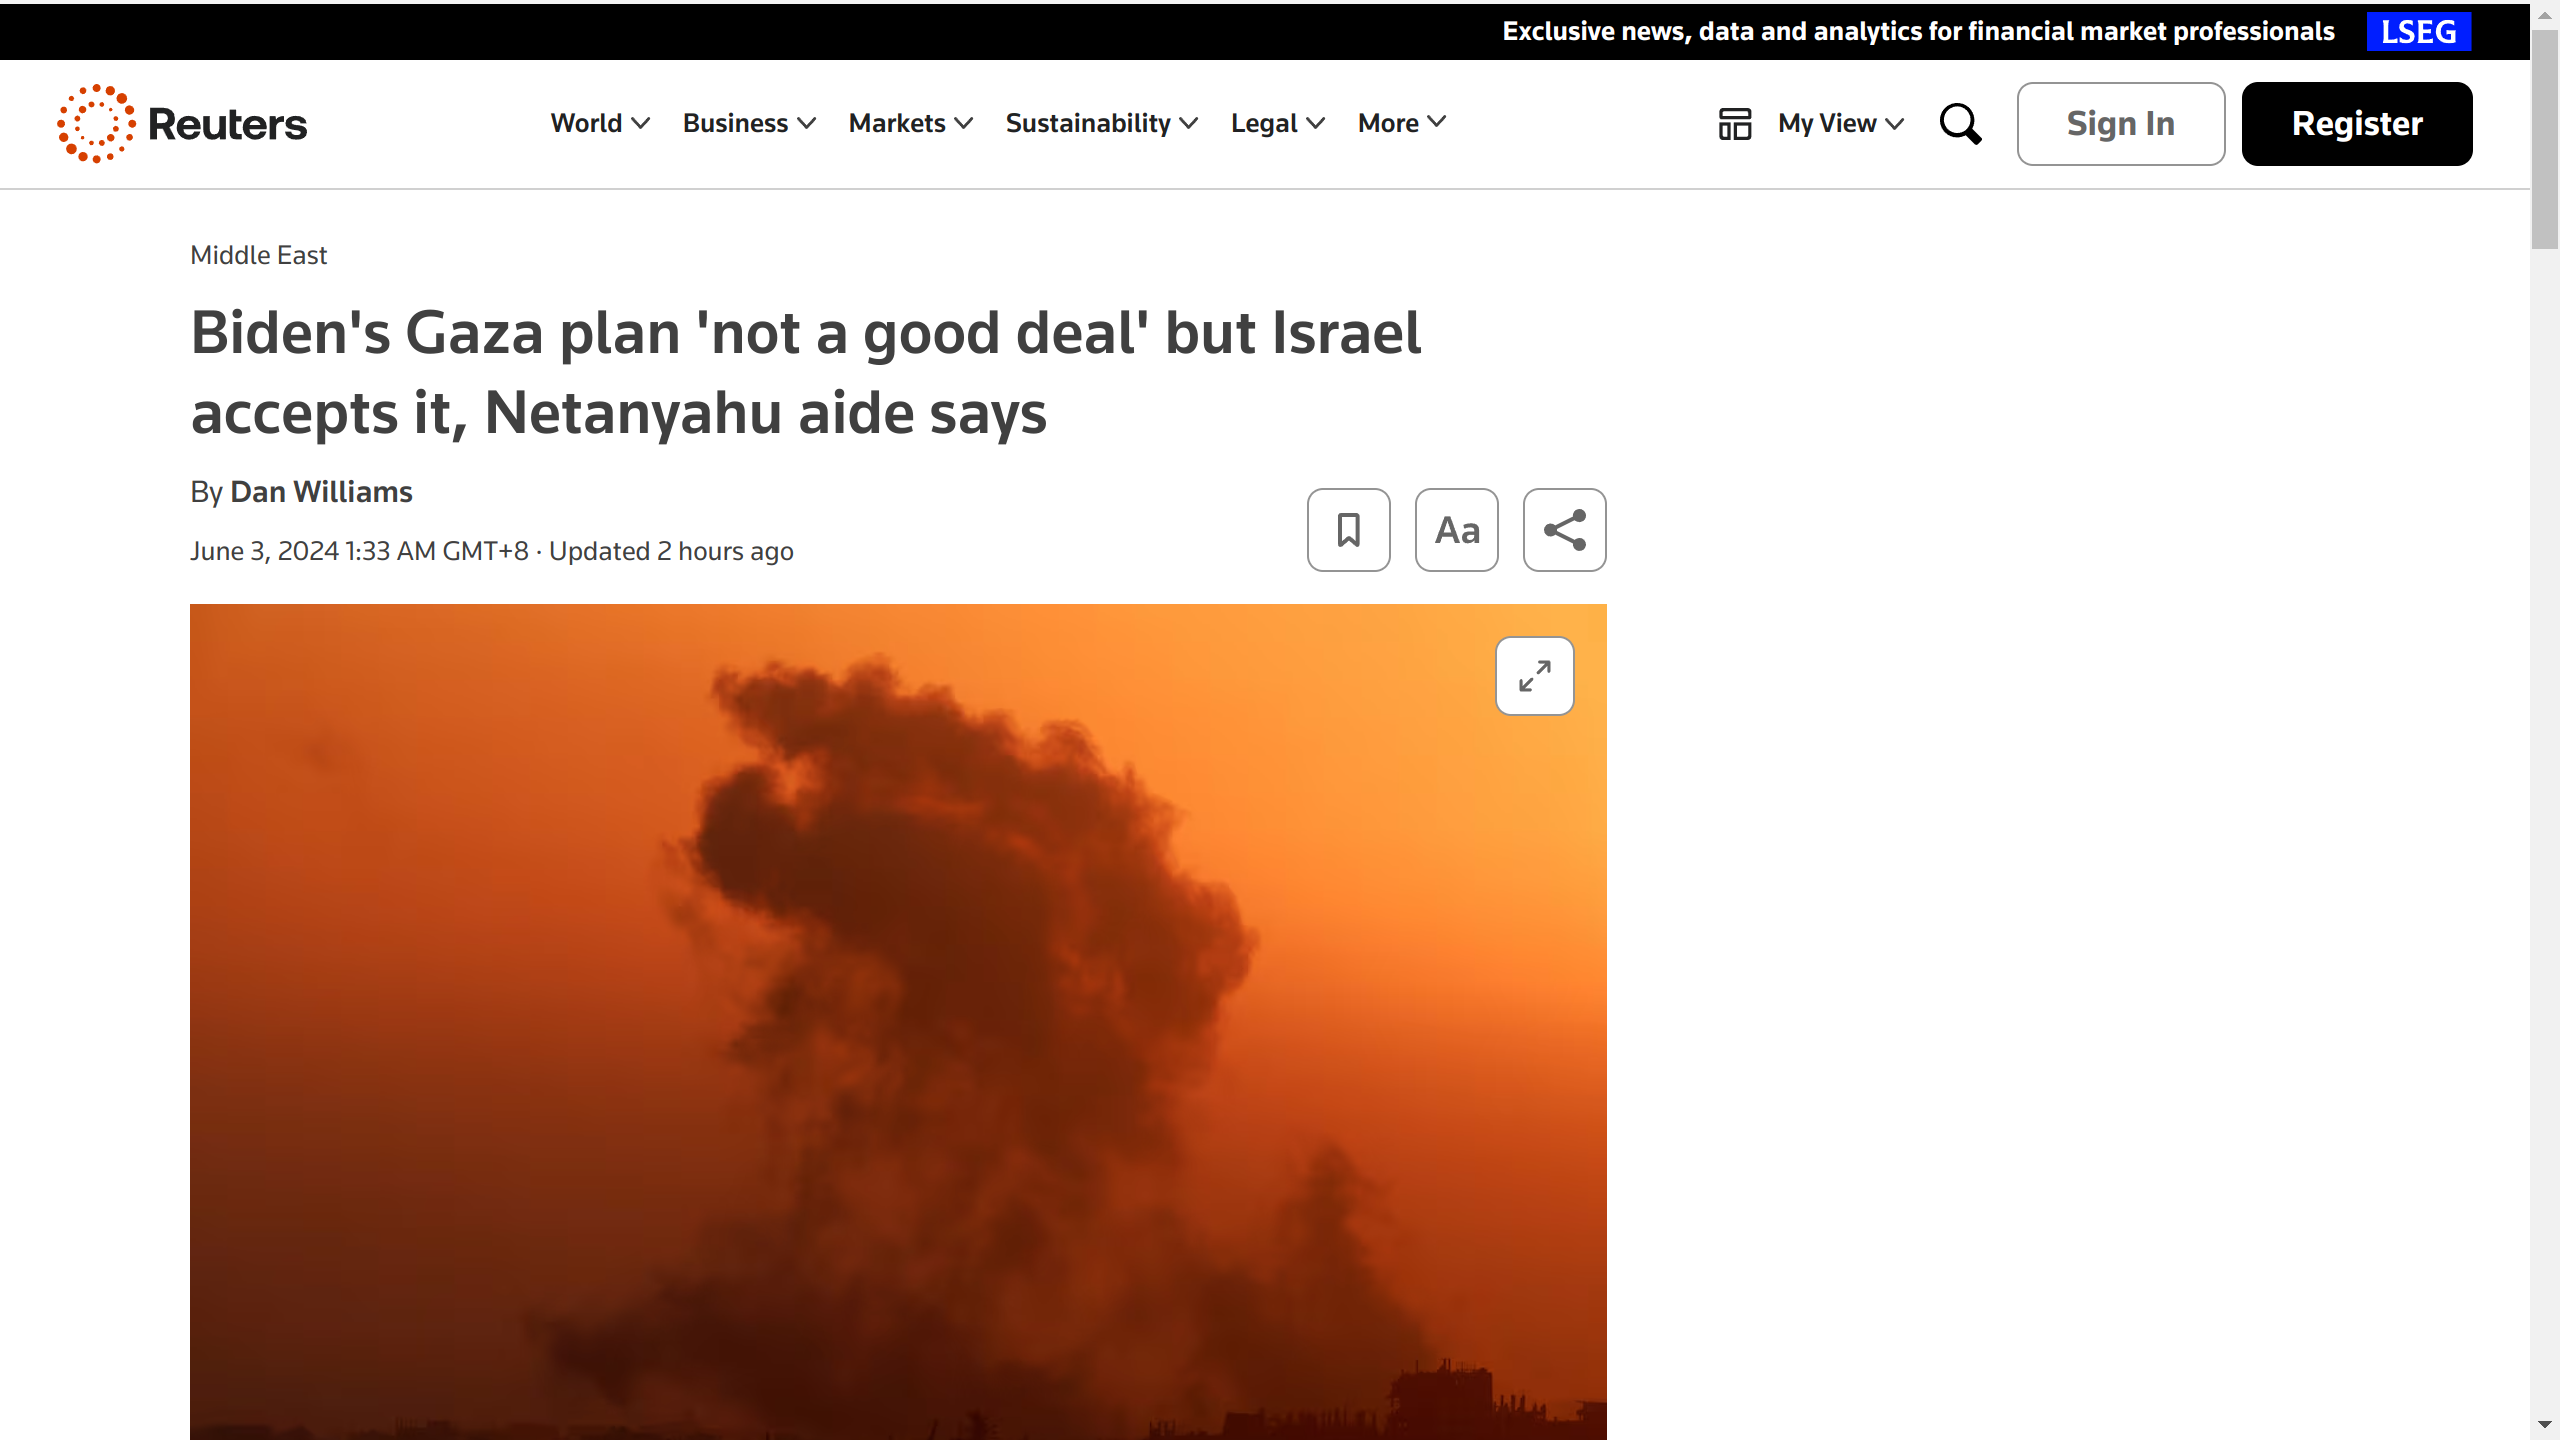 Exclusive news, data and analytics for financial market professionals LSEG
Reuters World Business Markets Sustainability Legal More My View Sign In Register
Middle East
Biden's Gaza plan 'not a good deal' but Israel
accepts it, Netanyahu aide says
By Dan Williams
June 3, 2024 1:33 AM GMT+8 · Updated 2 hours ago
Aa